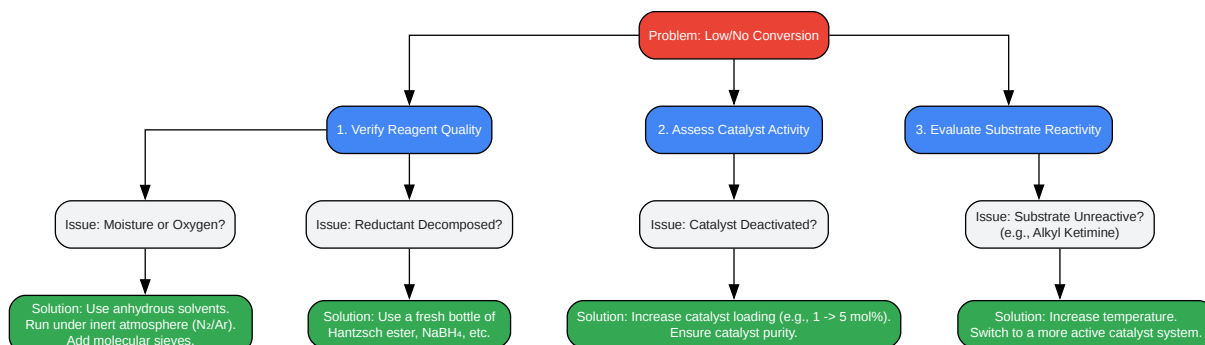 Problem: Low/No Conversion
1. Verify Reagent Quality
2. Assess Catalyst Activity
3. Evaluate Substrate Reactivity
Issue: Moisture or Oxygen?
Issue: Reductant Decomposed?
Issue: Catalyst Deactivated?
Issue: Substrate Unreactive?
(e.g., Alkyl Ketimine)
Solution: Use anhydrous solvents.
Run under inert atmosphere (N₂/Ar).
Add molecular sieves.
Solution: Use a fresh bottle of
Hantzsch ester, NaBH₄, etc.
Solution: Increase catalyst loading (e.g., 1 -> 5 mol%).
Ensure catalyst purity.
Solution: Increase temperature.
Switch to a more active catalyst system.